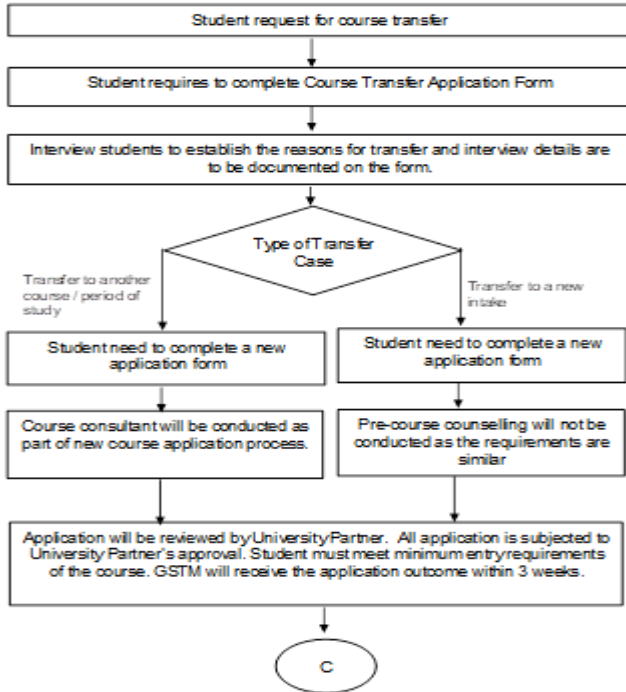 Student request for course transfer
Student requires to complete Course Transfer Application Form
Interview students to establish the reasons for transfer and interview details are
to be documented on the form.
Type of Transfer
Case
Transfer to another
course / period of
study
Transfer to a new
intake
Student need to complete a new
application form
Student need to complete a new
application form
Course consultant will be conducted as
part of new course application process.
Pre-course counselling will not be
conducted as the requirements are
similar
Application will be reviewed by University Partner. All application is subjected to
University Partner's approval. Student must meet minimum entry requirements
of the course. GSTM will receive the application outcome within 3 weeks.
C